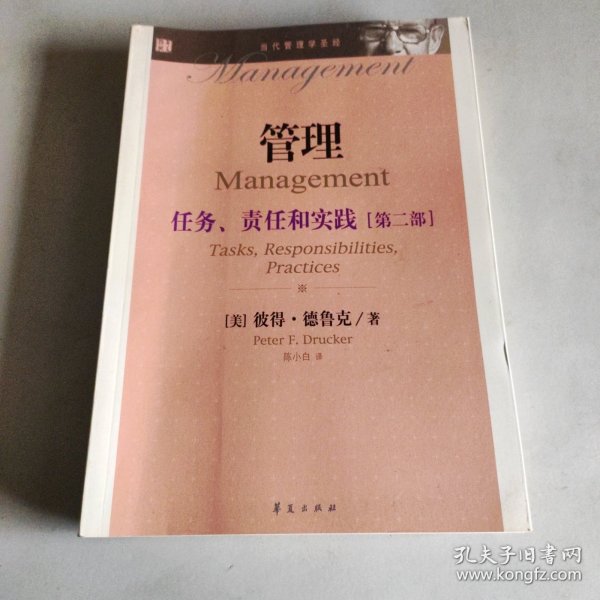 当代管理学圣经
Management
管理
Management
任务、责任和实践［第二部］
Tasks, Responsibilities,
Practices
※
［美］彼得·德鲁克/著
Peter F. Drucker
陈小白 译
华夏出版社
孔夫子旧书网
www.kongfz.com